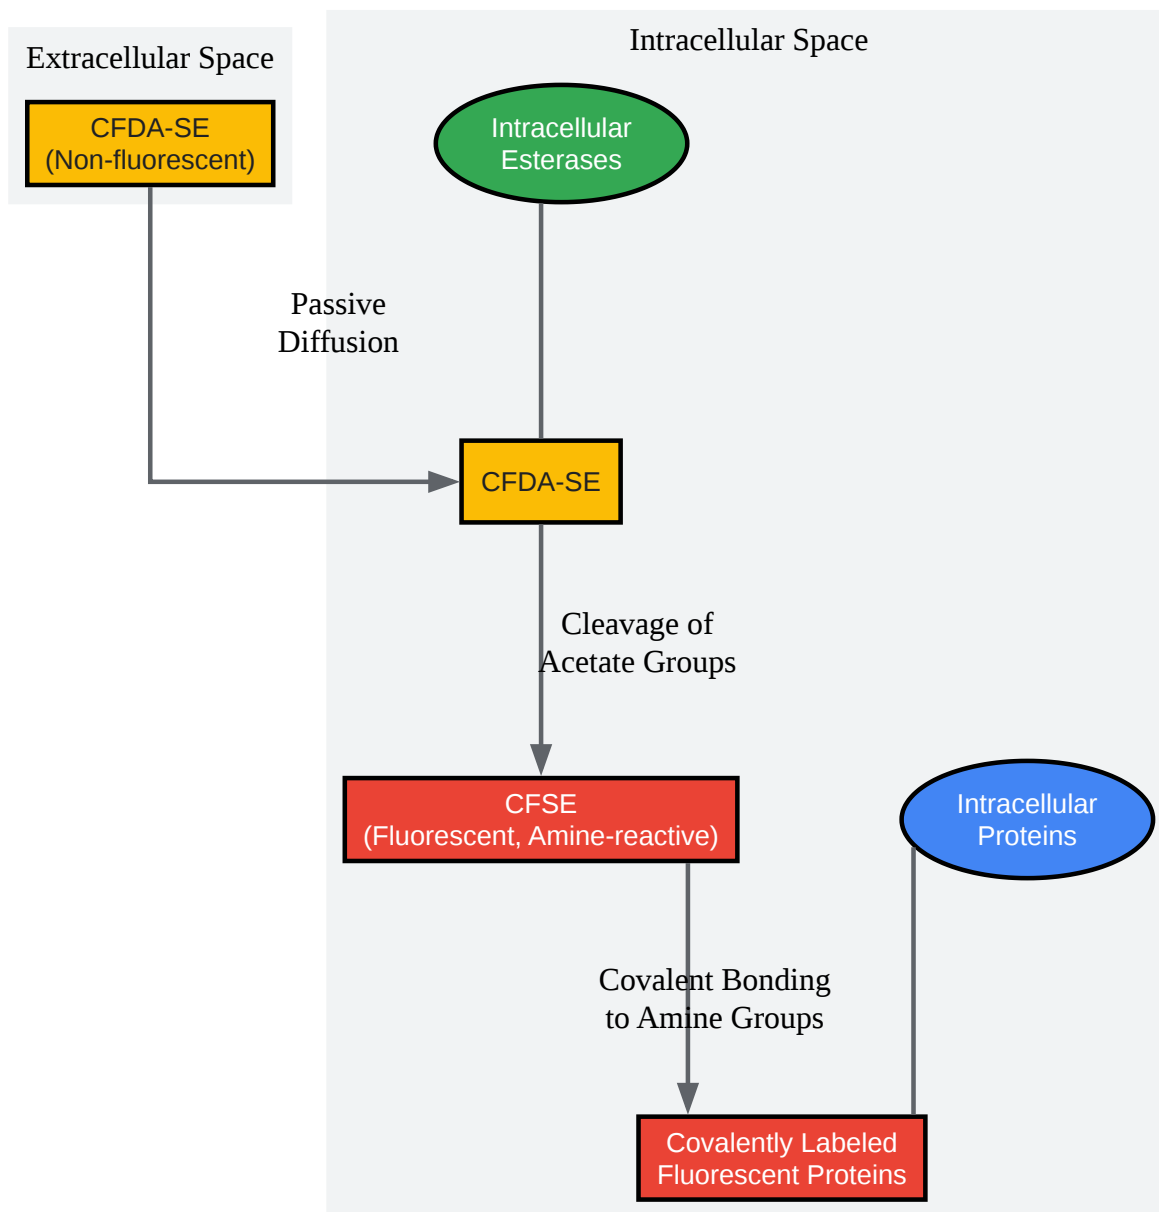 Extracellular Space
CFDA-SE
(Non-fluorescent)
Intracellular Space
Intracellular
Esterases
Passive
Diffusion
CFDA-SE
Cleavage of
Acetate Groups
CFSE
(Fluorescent, Amine-reactive)
Intracellular
Proteins
Covalent Bonding
to Amine Groups
Covalently Labeled
Fluorescent Proteins